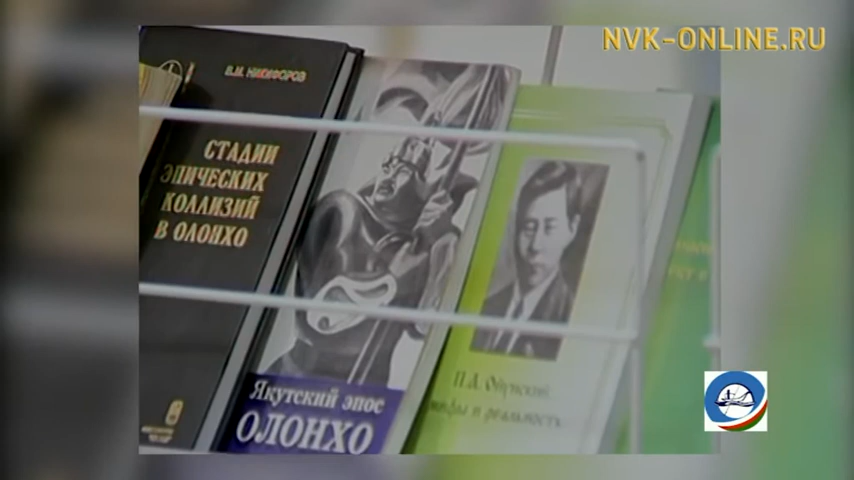 NVK-ONLINE.RU
В.М. НИКИФОРОВ
СТАДИИ
ЭПИЧЕСКИХ
КОЛЛИЗИЙ
В ОЛОНХО
Якутский эпос
ОЛОНХО
П.А. Ойунский:
мифы и реальность